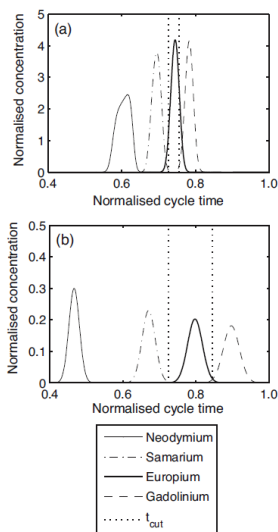 (a)
Normalised concentration
5
4
3
2
1
0
0.4 0.6 0.8 1.0
Normalised cycle time
(b)
Normalised concentration
0.5
0.4
0.3
0.2
0.1
0
0.4 0.6 0.8 1.0
Normalised cycle time
Neodymium
Samarium
Europium
Gadolinium
t_cut